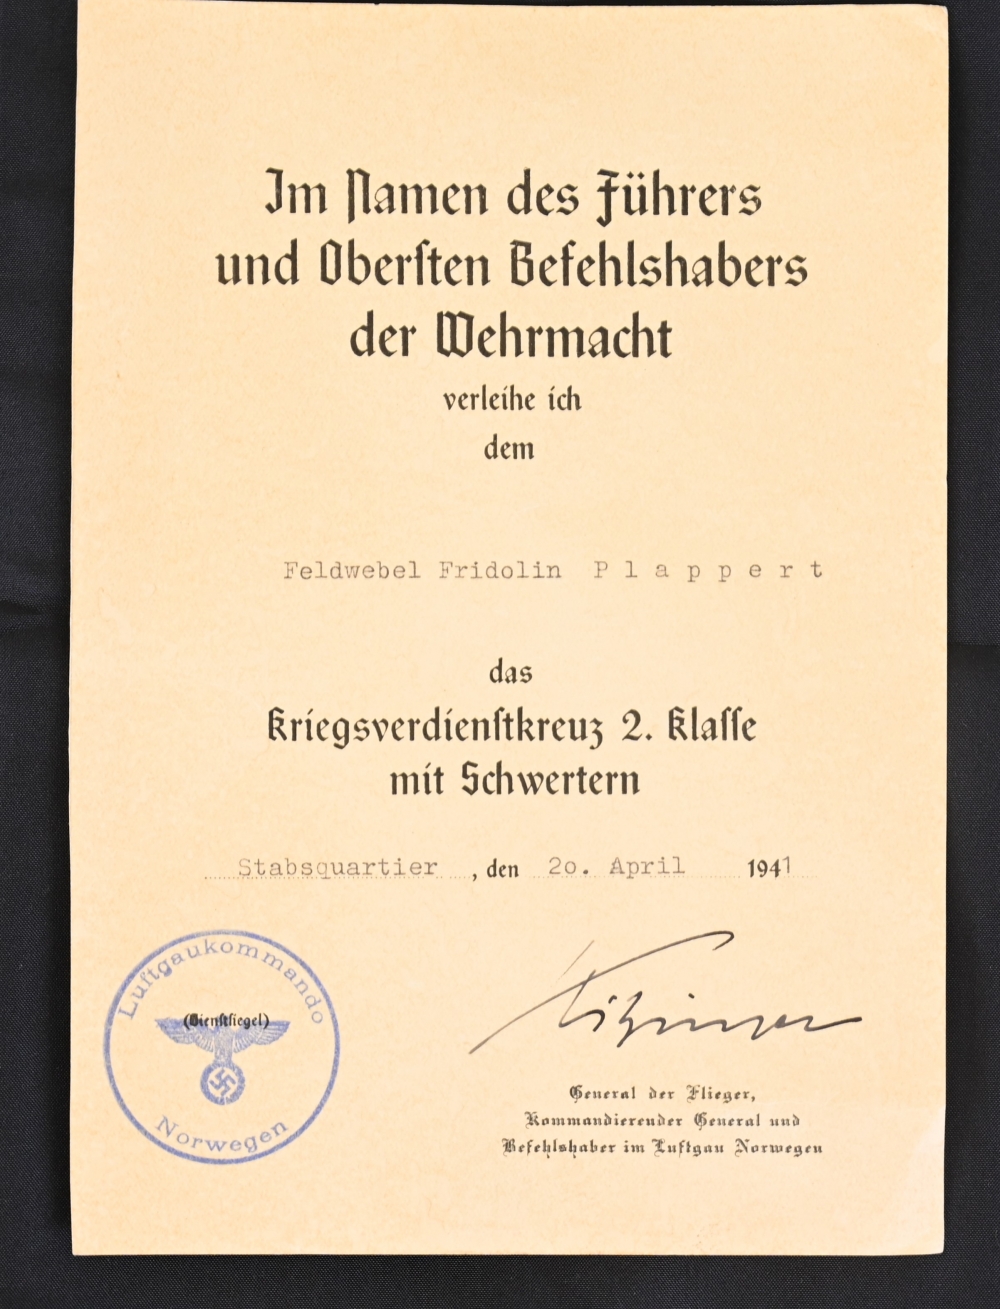 Im Namen des Führers
und Oberſten Befehlshabers
der Wehrmacht
verleihe ich
dem
Feldwebel Fridolin P l a p p e r t
das
Kriegsverdienſtkreuz 2. Klaſſe
mit Schwertern
Stabsquartier , den 2o. April 1941
Luftgaukommando
(Dienſtſiegel)
Norwegen
General der Flieger,
Kommandierender General und
Befehlshaber im Luftgau Norwegen